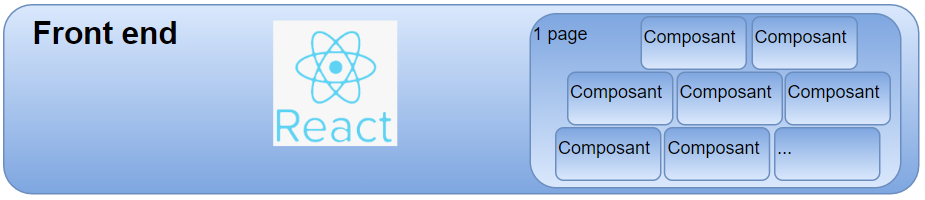 Front end
React
1 page
Composant
Composant
Composant
Composant
Composant
Composant
Composant
...